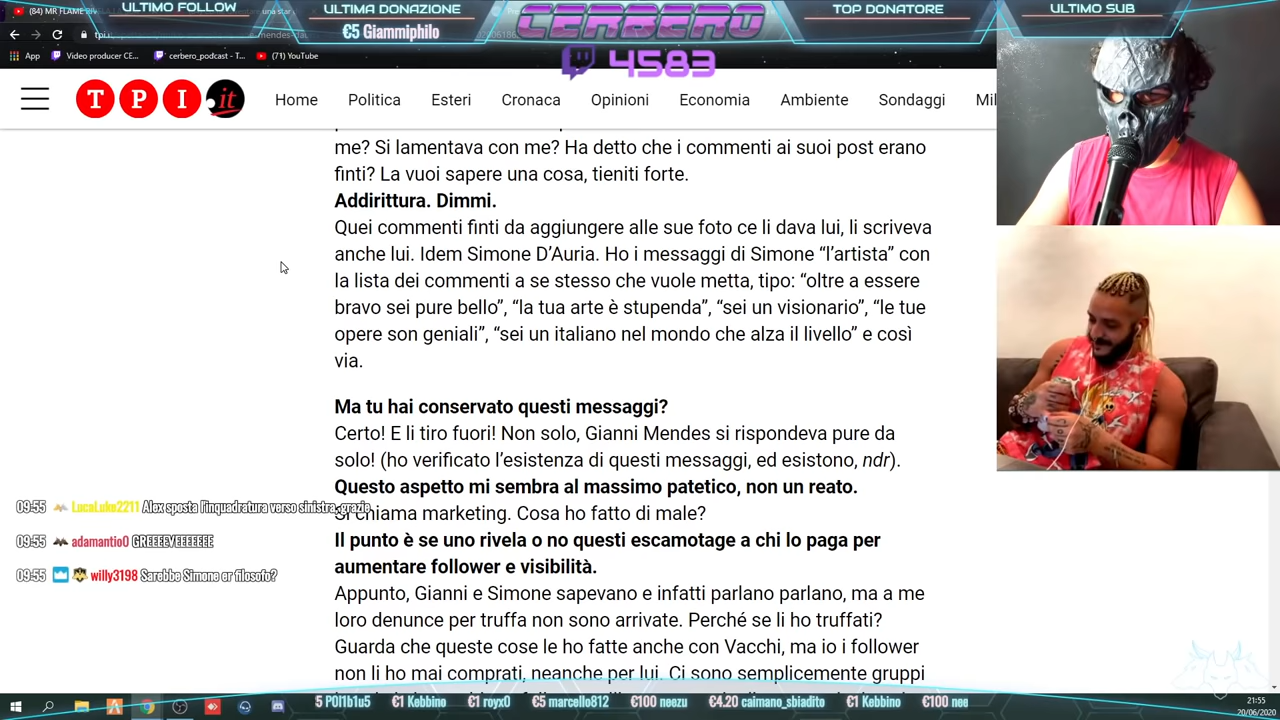 ULTIMO FOLLOW
ULTIMA DONAZIONE
€5 Giammiphilo
CERBERO
4583
TOP DONATORE
ULTIMO SUB
App
Video producer CE...
cerbero_podcast - T...
(71) YouTube
TPI.it
Home
Politica
Esteri
Cronaca
Opinioni
Economia
Ambiente
Sondaggi
me? Si lamentava con me? Ha detto che i commenti ai suoi post erano
finti? La vuoi sapere una cosa, tieniti forte.
Addirittura. Dimmi.
Quei commenti finti da aggiungere alle sue foto ce li dava lui, li scriveva
anche lui. Idem Simone D’Auria. Ho i messaggi di Simone “l’artista” con
la lista dei commenti a se stesso che vuole metta, tipo: “oltre a essere
bravo sei pure bello”, “la tua arte è stupenda”, “sei un visionario”, “le tue
opere son geniali”, “sei un italiano nel mondo che alza il livello” e così
via.
Ma tu hai conservato questi messaggi?
Certo! E li tiro fuori! Non solo, Gianni Mendes si rispondeva pure da
solo! (ho verificato l’esistenza di questi messaggi, ed esistono, ndr).
Questo aspetto mi sembra al massimo patetico, non un reato.
Si chiama marketing. Cosa ho fatto di male?
Il punto è se uno rivela o no questi escamotage a chi lo paga per
aumentare follower e visibilità.
Appunto, Gianni e Simone sapevano e infatti parlano parlano, ma a me
loro denunce per truffa non sono arrivate. Perché se li ho truffati?
Guarda che queste cose le ho fatte anche con Vacchi, ma io i follower
non li ho mai comprati, neanche per lui. Ci sono semplicemente gruppi
09:55 LucaLuke2211 Alex sposta l'inquadratura verso sinistra, grazie
09:55 adamantio0 GREEEVEEEEEEE
09:55 willy3198 Sarebbe Simone er filosofo?
5 POl1b1u5 €1 Kebbino €1 royx0 €5 marcello812 €100 neezu €4.20 caimano_sbiadito €1 Kebbino €100 nee
21:55
20/06/2020